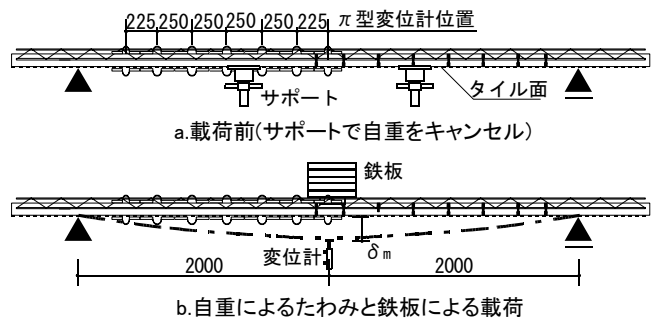 225 250 250 250 250 225 π型変位計位置
サポート
タイル面
a.載荷前(サポートで自重をキャンセル)
鉄板
変位計
δm
2000
2000
b.自重によるたわみと鉄板による載荷